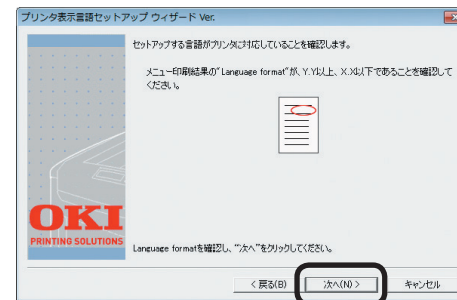 プリンタ表示言語セットアップ ウィザード Ver.
セットアップする言語がプリンタに対応していることを確認します。
メニュー印刷結果の"Language format"が、Y.Y以上、X.X以下であることを確認して
ください。
OKI
PRINTING SOLUTIONS
Language formatを確認し、"次へ"をクリックしてください。
< 戻る(B)
次へ(N) >
キャンセル